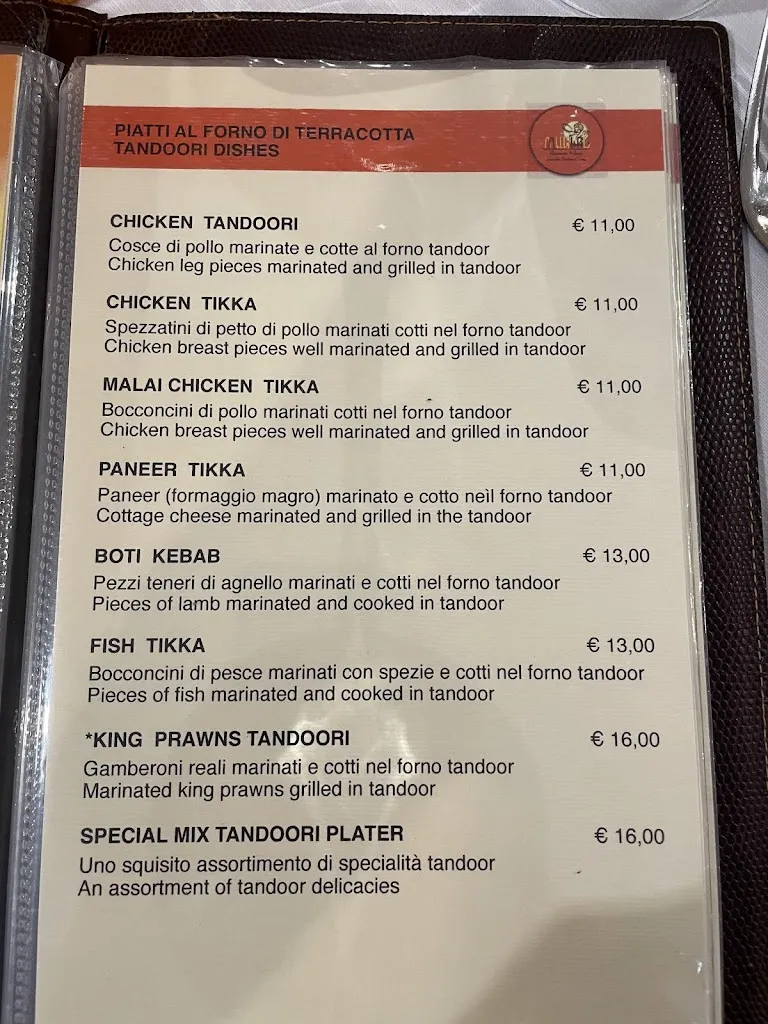 PIATTI AL FORNO DI TERRACOTTA
TANDOORI DISHES
CHICKEN TANDOORI € 11,00
Cosce di pollo marinate e cotte al forno tandoor
Chicken leg pieces marinated and grilled in tandoor
CHICKEN TIKKA € 11,00
Spezzatini di petto di pollo marinati cotti nel forno tandoor
Chicken breast pieces well marinated and grilled in tandoor
MALAI CHICKEN TIKKA € 11,00
Bocconcini di pollo marinati cotti nel forno tandoor
Chicken breast pieces well marinated and grilled in tandoor
PANEER TIKKA € 11,00
Paneer (formaggio magro) marinato e cotto neìl forno tandoor
Cottage cheese marinated and grilled in the tandoor
BOTI KEBAB € 13,00
Pezzi teneri di agnello marinati e cotti nel forno tandoor
Pieces of lamb marinated and cooked in tandoor
FISH TIKKA € 13,00
Bocconcini di pesce marinati con spezie e cotti nel forno tandoor
Pieces of fish marinated and cooked in tandoor
*KING PRAWNS TANDOORI € 16,00
Gamberoni reali marinati e cotti nel forno tandoor
Marinated king prawns grilled in tandoor
SPECIAL MIX TANDOORI PLATER € 16,00
Uno squisito assortimento di specialità tandoor
An assortment of tandoor delicacies